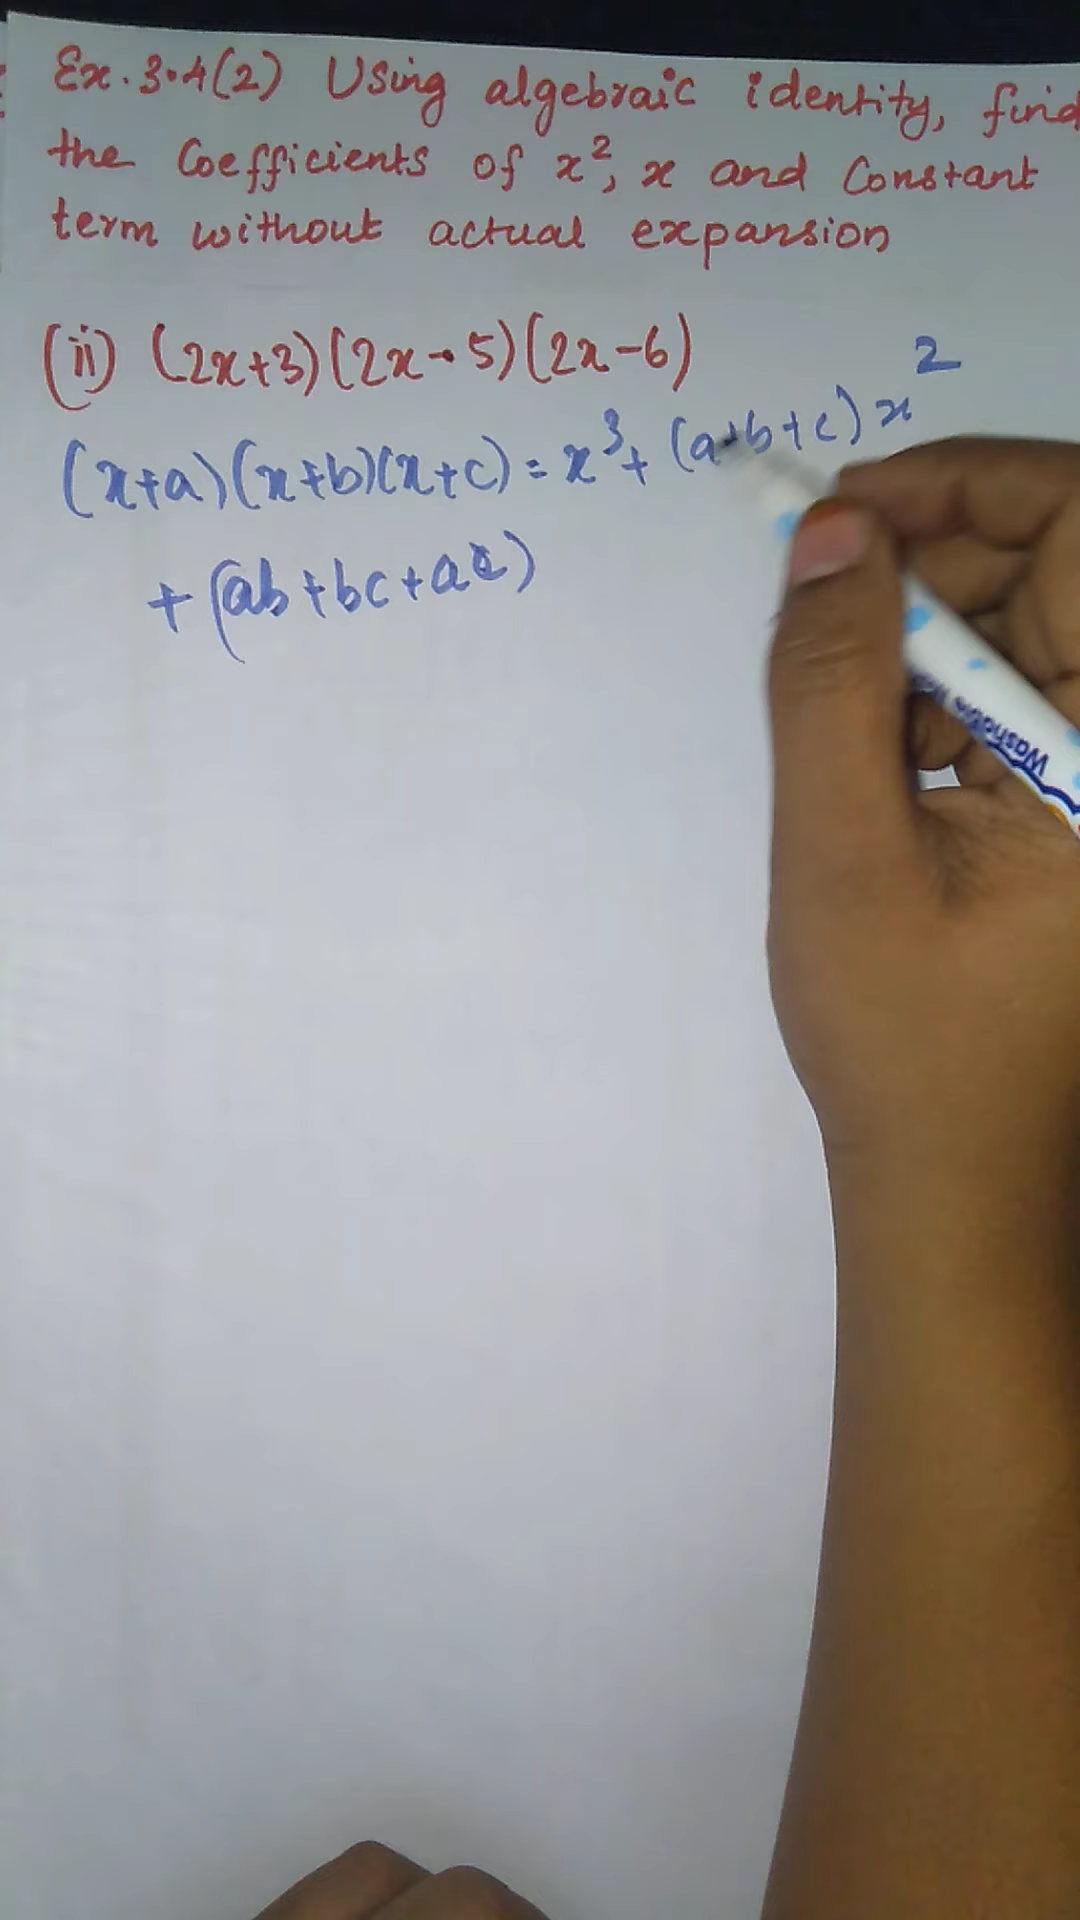 Ex. 3.4(2) Using algebraic identity, find
the Coefficients of x², x and Constant
term without actual expansion
(ii) (2x+3)(2x-5)(2x-6)
(x+a)(x+b)(x+c) = x³ + (a+b+c)x²
+ (ab+bc+ac)
Washable